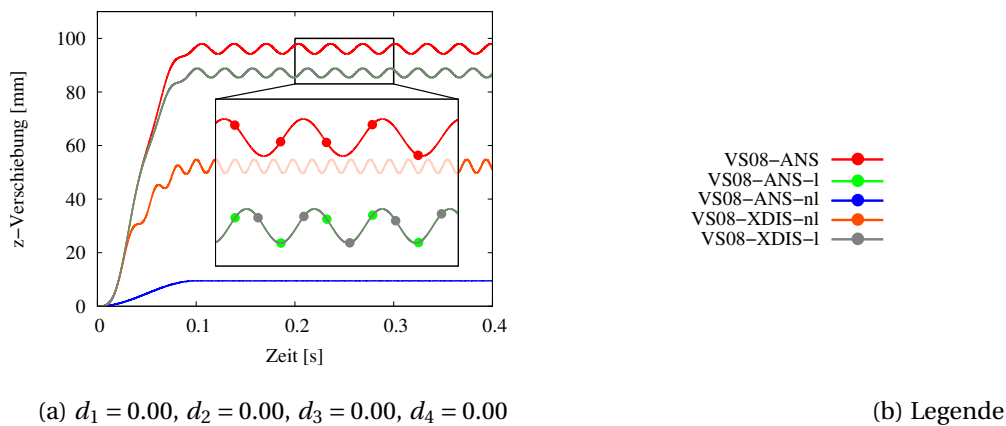 z−Verschiebung [mm]
100
80
60
40
20
0
0
0.1
0.2
0.3
0.4
Zeit [s]
VS08−ANS
VS08−ANS−l
VS08−ANS−nl
VS08−XDIS−nl
VS08−XDIS−l
(a) d₁ = 0.00, d₂ = 0.00, d₃ = 0.00, d₄ = 0.00
(b) Legende